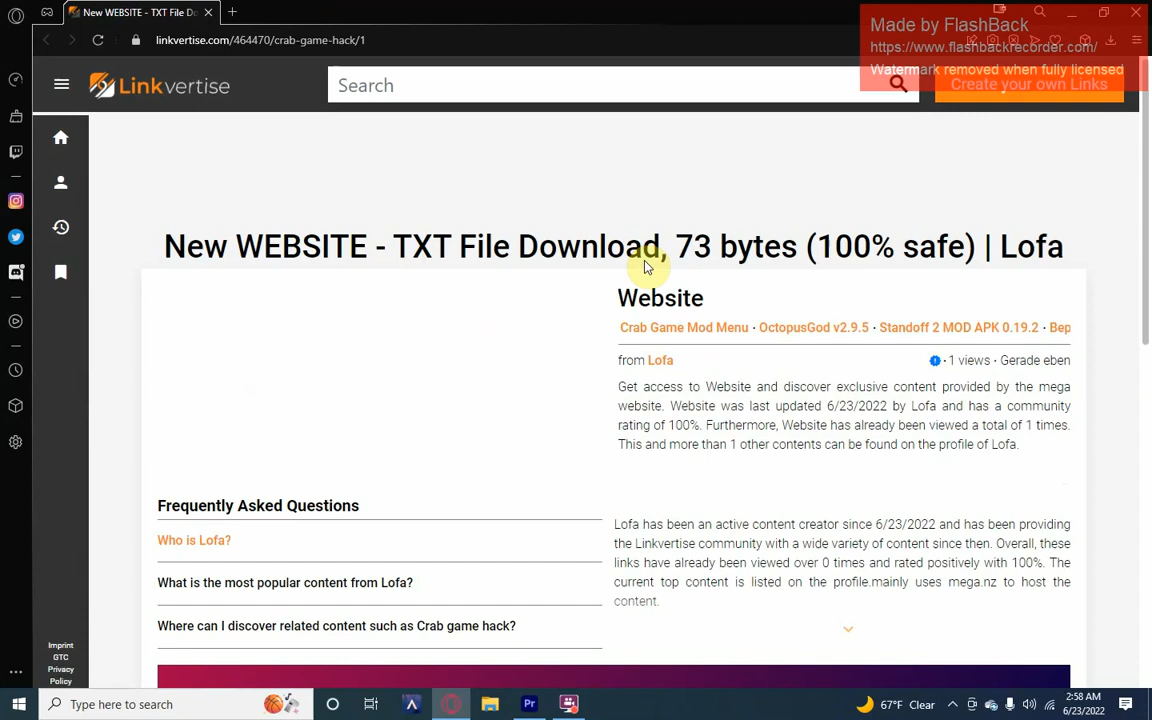 New WEBSITE - TXT File Do
linkvertise.com/464470/crab-game-hack/1
Made by FlashBack
https://www.flashbackrecorder.com/
Watermark removed when fully licensed
Linkvertise
Search
Create your own Links
New WEBSITE - TXT File Download, 73 bytes (100% safe) | Lofa
Website
Crab Game Mod Menu · OctopusGod v2.9.5 · Standoff 2 MOD APK 0.19.2 · Bep
from Lofa
· 1 views · Gerade eben
Get access to Website and discover exclusive content provided by the mega
website. Website was last updated 6/23/2022 by Lofa and has a community
rating of 100%. Furthermore, Website has already been viewed a total of 1 times.
This and more than 1 other contents can be found on the profile of Lofa.
Frequently Asked Questions
Who is Lofa?
What is the most popular content from Lofa?
Where can I discover related content such as Crab game hack?
Lofa has been an active content creator since 6/23/2022 and has been providing
the Linkvertise community with a wide variety of content since then. Overall, these
links have already been viewed over 0 times and rated positively with 100%. The
current top content is listed on the profile.mainly uses mega.nz to host the
content.
Imprint
GTC
Privacy
Policy
Type here to search
Pr
67°F Clear
2:58 AM
6/23/2022